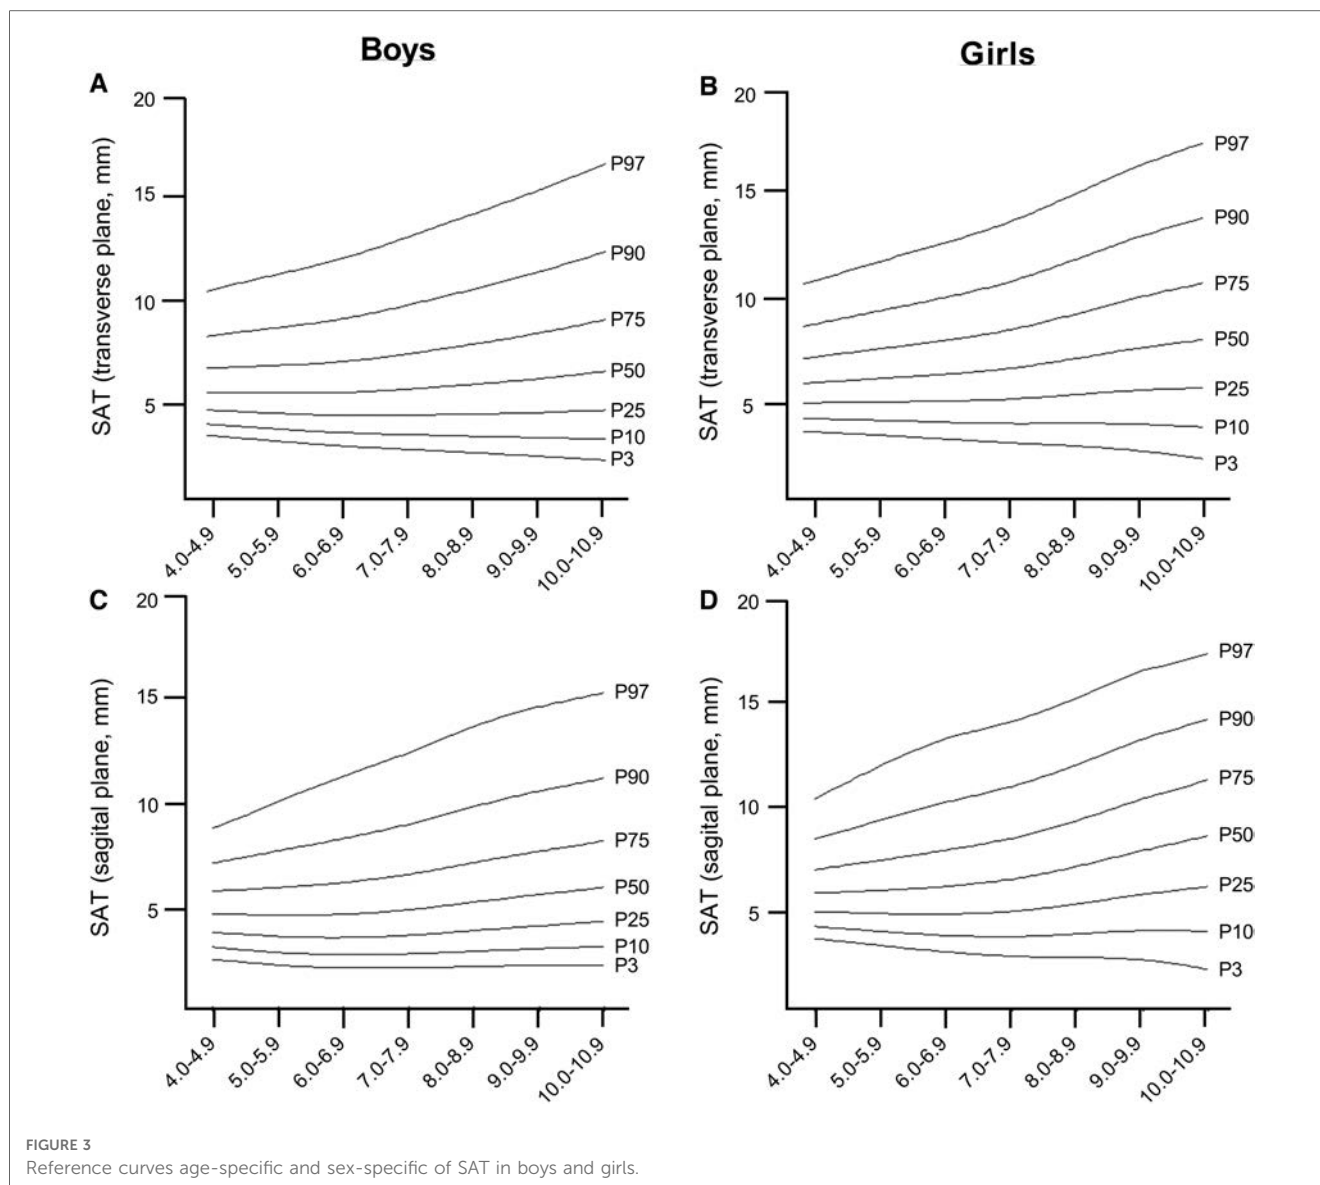 Boys
Girls
A
20
15
10
5
SAT (transverse plane, mm)
P97
P90
P75
P50
P25
P10
P3
4.0-4.9
5.0-5.9
6.0-6.9
7.0-7.9
8.0-8.9
9.0-9.9
10.0-10.9
B
20
15
10
5
SAT (transverse plane, mm)
P97
P90
P75
P50
P25
P10
P3
4.0-4.9
5.0-5.9
6.0-6.9
7.0-7.9
8.0-8.9
9.0-9.9
10.0-10.9
C
20
15
10
5
SAT (sagital plane, mm)
P97
P90
P75
P50
P25
P10
P3
4.0-4.9
5.0-5.9
6.0-6.9
7.0-7.9
8.0-8.9
9.0-9.9
10.0-10.9
D
20
15
10
5
SAT (sagital plane, mm)
P97
P90
P75
P50
P25
P10
P3
4.0-4.9
5.0-5.9
6.0-6.9
7.0-7.9
8.0-8.9
9.0-9.9
10.0-10.9
FIGURE 3
Reference curves age-specific and sex-specific of SAT in boys and girls.